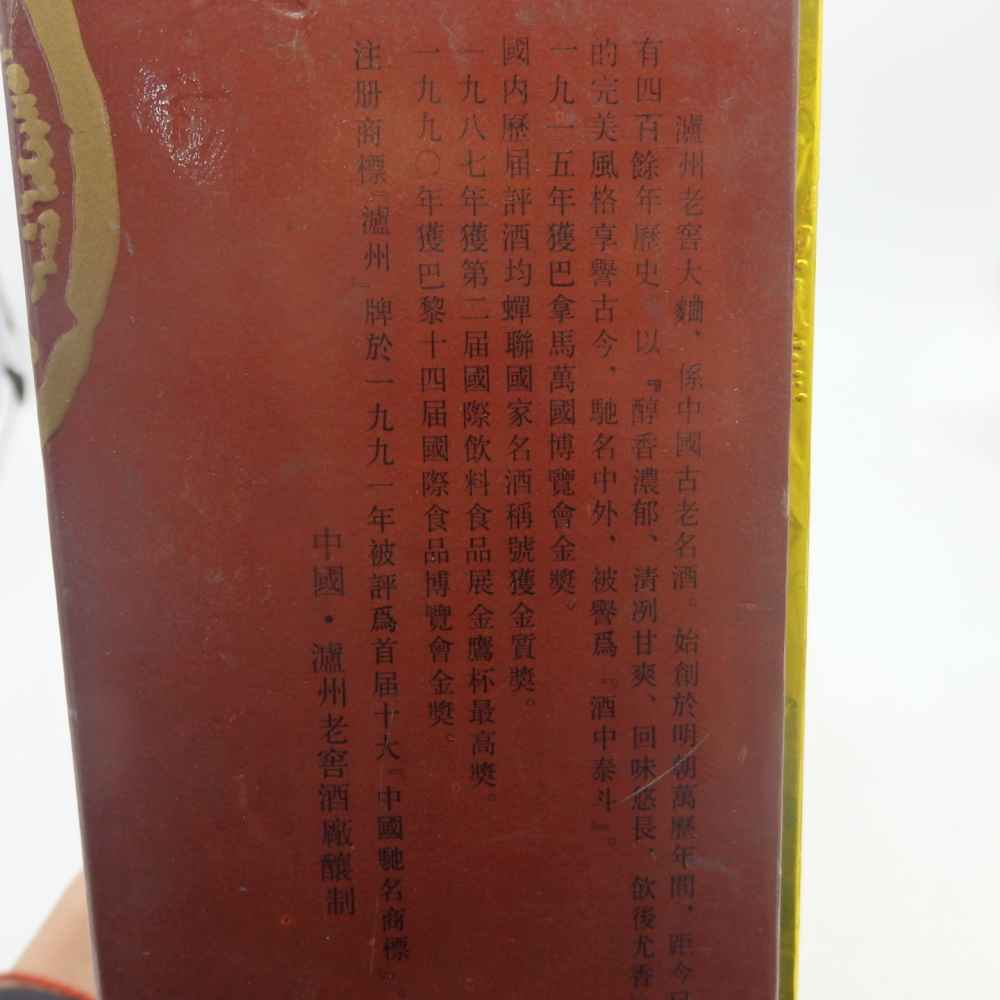 瀘州老窖大麯、係中國古老名酒。始創於明朝萬歷年間，距今
有四百餘年歷史 以『醇香濃郁、清冽甘爽、回味悠長、飲後尤香
的完美風格享譽古今，馳名中外、被譽爲『酒中泰斗』。
一九一五年獲巴拿馬萬國博覽會金獎。
國内歷届評酒均蟬聯國家名酒稱號獲金質獎。
一九八七年獲第二届國際飲料食品展金鷹杯最高獎。
一九九〇年獲巴黎十四届國際食品博覽會金獎。
注册商標『瀘州』牌於一九九一年被評爲首届十大『中國馳名商標』。
中國·瀘州老窖酒廠釀制